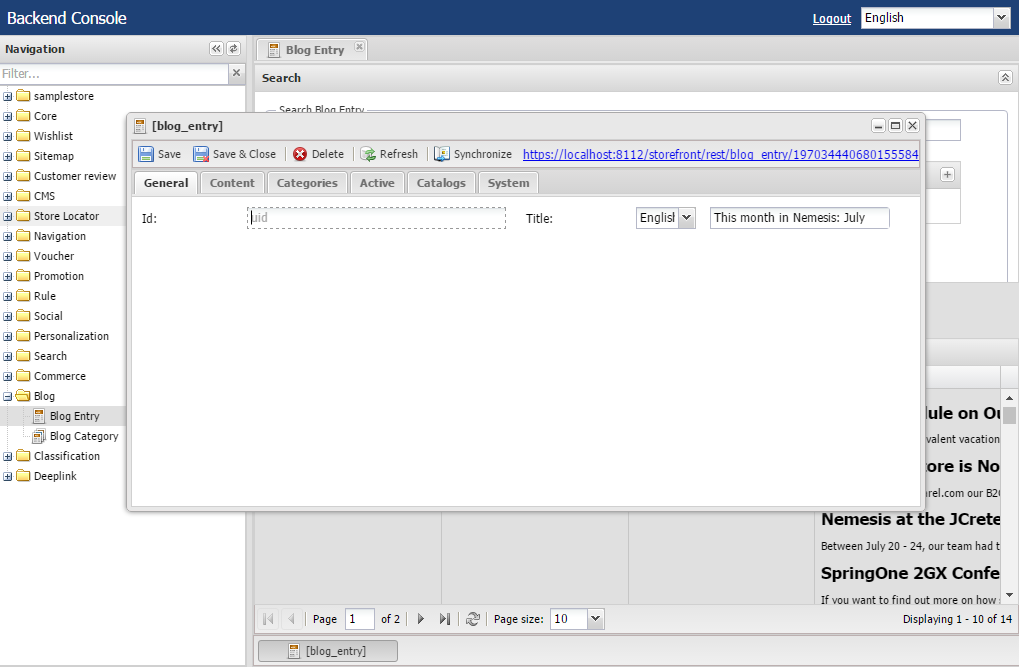 Backend Console
Logout
English
Navigation
Filter...
samplestore
Core
Wishlist
Sitemap
Customer review
CMS
Store Locator
Navigation
Voucher
Promotion
Rule
Social
Personalization
Search
Commerce
Blog
Blog Entry
Blog Category
Classification
Deeplink
Blog Entry
Search
Search Blog Entry
[blog_entry]
Save Save & Close Delete Refresh Synchronize https://localhost:8112/storefront/rest/blog_entry/197034440680155584
General Content Categories Active Catalogs System
Id: uid Title: English This month in Nemesis: July
dule on Ou
valent vacation
ore is No
arel.com our B2C
Nemesis at the JCrete
Between July 20 - 24, our team had t
SpringOne 2GX Confe
If you want to find out more on how
Page 1 of 2 Page size: 10 Displaying 1 - 10 of 14
[blog_entry]